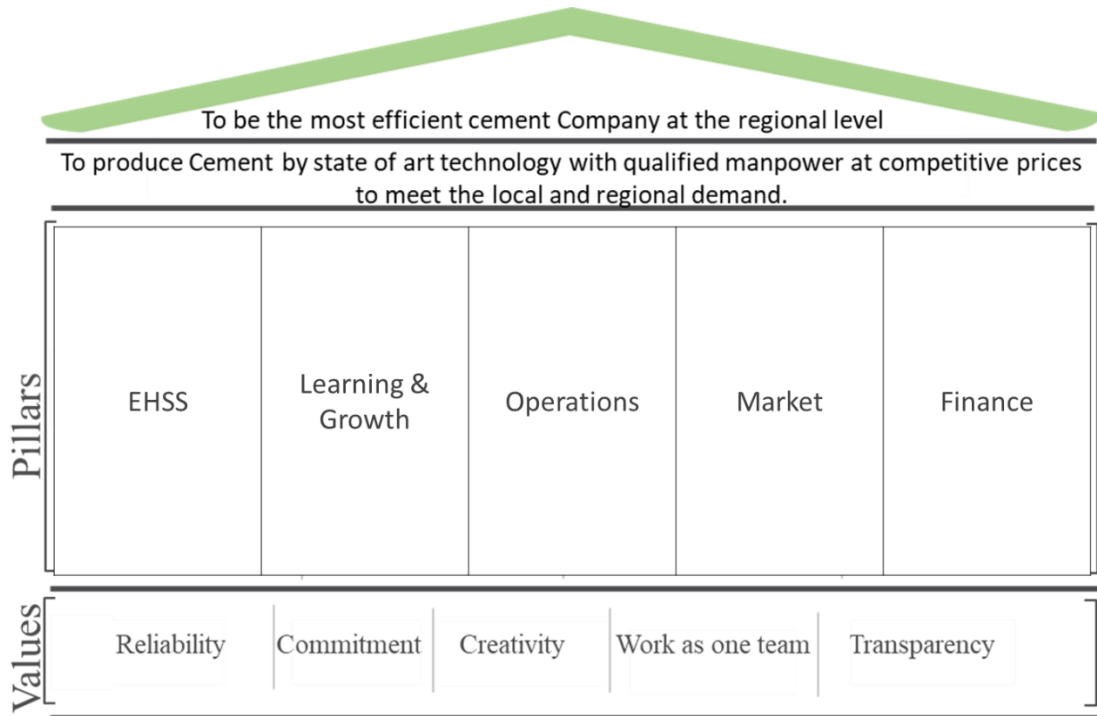 To be the most efficient cement Company at the regional level
To produce Cement by state of art technology with qualified manpower at competitive prices
to meet the local and regional demand.
Pillars
EHSS
Learning &
Growth
Operations
Market
Finance
Values
Reliability
Commitment
Creativity
Work as one team
Transparency